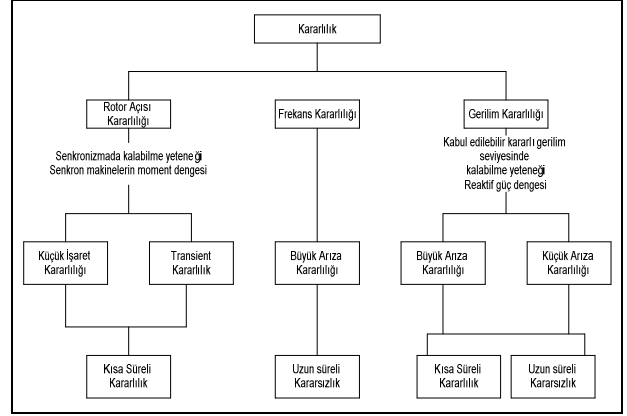 Kararlılık
Rotor Açısı
Kararlılığı
Frekans Kararlılığı
Gerilim Kararlılığı
Senkronizmada kalabilme yeteneği
Senkron makinelerin moment dengesi
Kabul edilebilir kararlı gerilim
seviyesinde
kalabilme yeteneği
Reaktif güç dengesi
Küçük İşaret
Kararlılığı
Transient
Kararlılık
Büyük Arıza
Kararlılığı
Büyük Arıza
Kararlılığı
Küçük Arıza
Kararlılığı
Kısa Süreli
Kararlılık
Uzun süreli
Kararsızlık
Kısa Süreli
Kararlılık
Uzun süreli
Kararsızlık